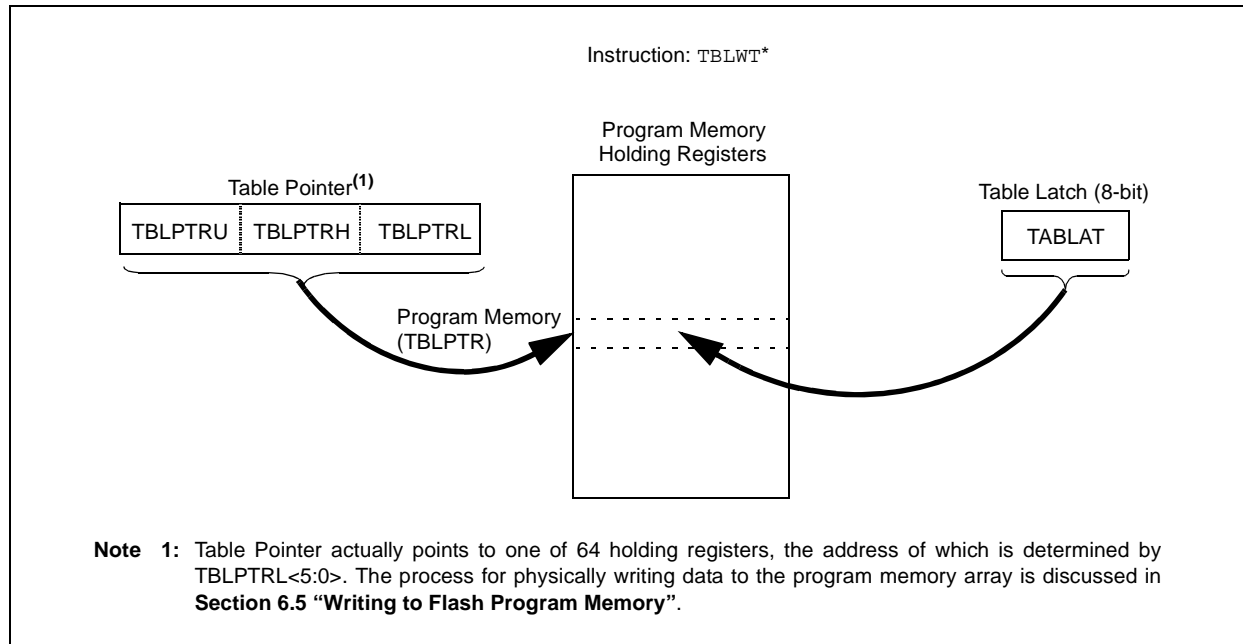 Instruction: TBLWT*
Program Memory
Holding Registers
Table Pointer(1)
Table Latch (8-bit)
TBLPTRU TBLPTRH TBLPTRL
TABLAT
Program Memory
(TBLPTR)
Note 1: Table Pointer actually points to one of 64 holding registers, the address of which is determined by
TBLPTRL<5:0>. The process for physically writing data to the program memory array is discussed in
Section 6.5 “Writing to Flash Program Memory”.